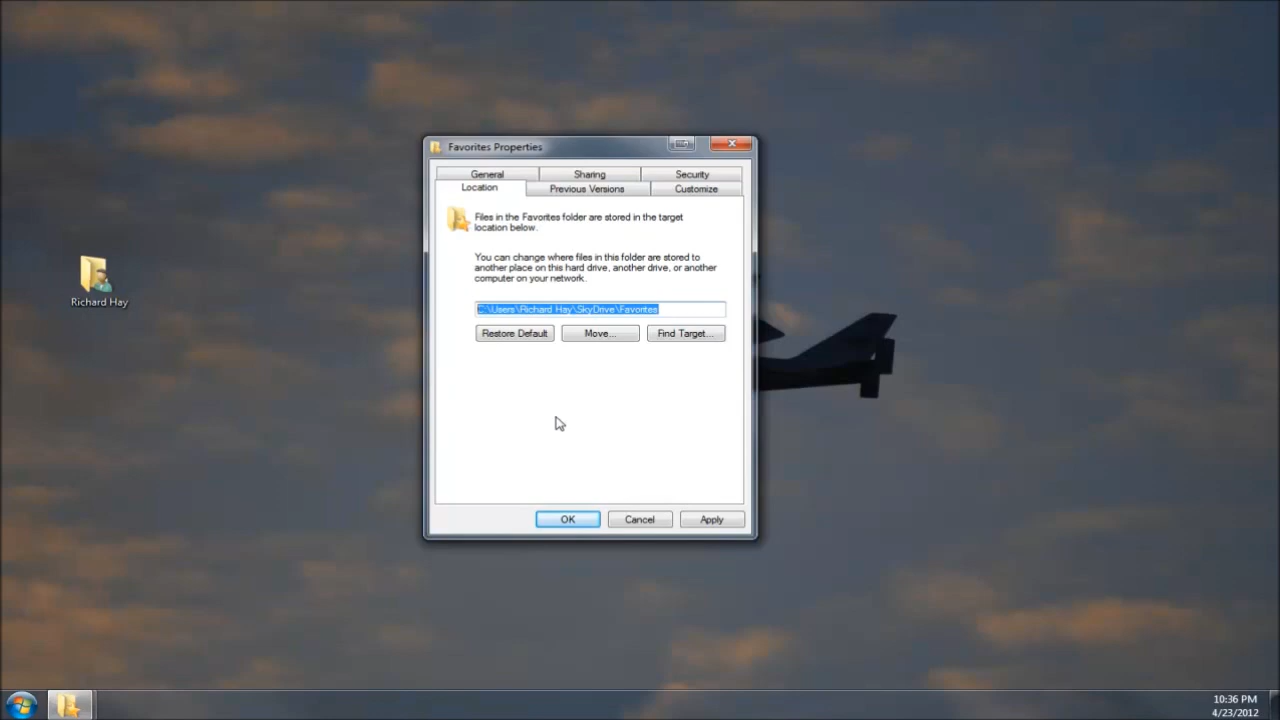 Favorites Properties
General
Sharing
Security
Location
Previous Versions
Customize
Files in the Favorites folder are stored in the target
location below.
You can change where files in this folder are stored to
another place on this hard drive, another drive, or another
computer on your network.
Richard Hay
C:\Users\Richard Hay\SkyDrive\Favorites
Restore Default
Move...
Find Target...
OK
Cancel
Apply
10:36 PM
4/23/2012